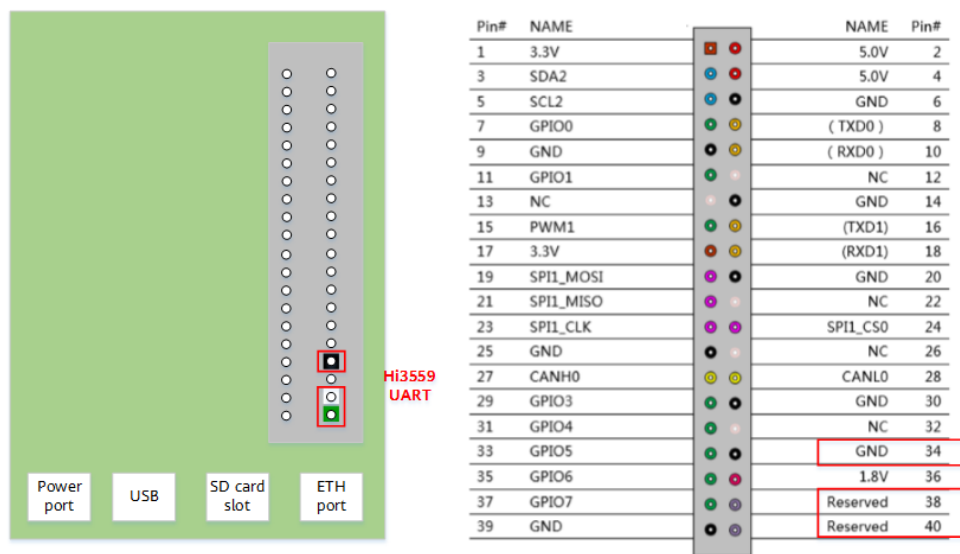 Hi3559
UART
Power
port
USB
SD card
slot
ETH
port
Pin# NAME NAME Pin#
1 3.3V 5.0V 2
3 SDA2 5.0V 4
5 SCL2 GND 6
7 GPIO0 ( TXD0 ) 8
9 GND ( RXD0 ) 10
11 GPIO1 NC 12
13 NC GND 14
15 PWM1 (TXD1) 16
17 3.3V (RXD1) 18
19 SPI1_MOSI GND 20
21 SPI1_MISO NC 22
23 SPI1_CLK SPI1_CS0 24
25 GND NC 26
27 CANH0 CANL0 28
29 GPIO3 GND 30
31 GPIO4 NC 32
33 GPIO5 GND 34
35 GPIO6 1.8V 36
37 GPIO7 Reserved 38
39 GND Reserved 40